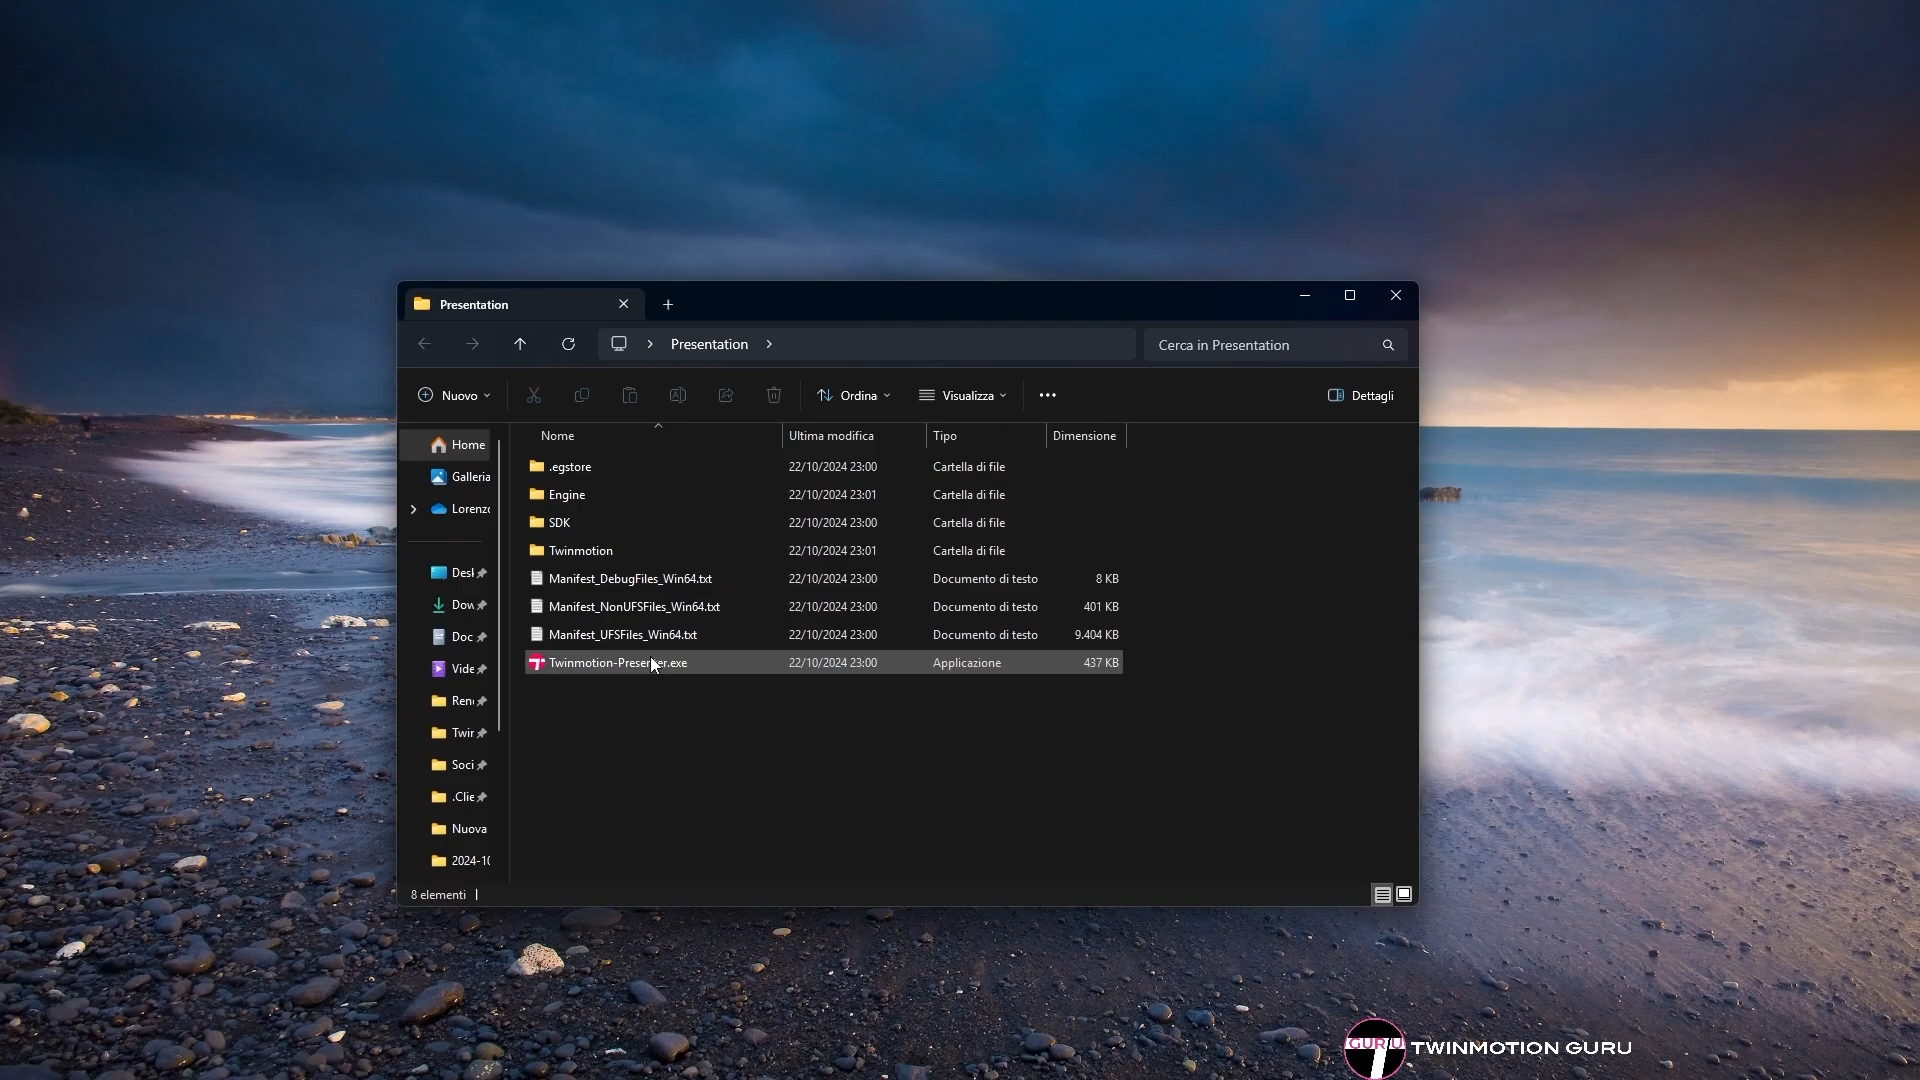 Presentation
Presentation
Cerca in Presentation
Nuovo
Ordina
Visualizza
Dettagli
Nome Ultima modifica Tipo Dimensione
Home
Galleria
Lorenzo
Desk
Dow
Doc
Vide
Ren
Twin
Soci
.Clie
Nuova
2024-10
.egstore 22/10/2024 23:00 Cartella di file
Engine 22/10/2024 23:01 Cartella di file
SDK 22/10/2024 23:00 Cartella di file
Twinmotion 22/10/2024 23:01 Cartella di file
Manifest_DebugFiles_Win64.txt 22/10/2024 23:00 Documento di testo 8 KB
Manifest_NonUFSFiles_Win64.txt 22/10/2024 23:00 Documento di testo 401 KB
Manifest_UFSFiles_Win64.txt 22/10/2024 23:00 Documento di testo 9.404 KB
Twinmotion-Presenter.exe 22/10/2024 23:00 Applicazione 437 KB
8 elementi
GURU
TWINMOTION GURU